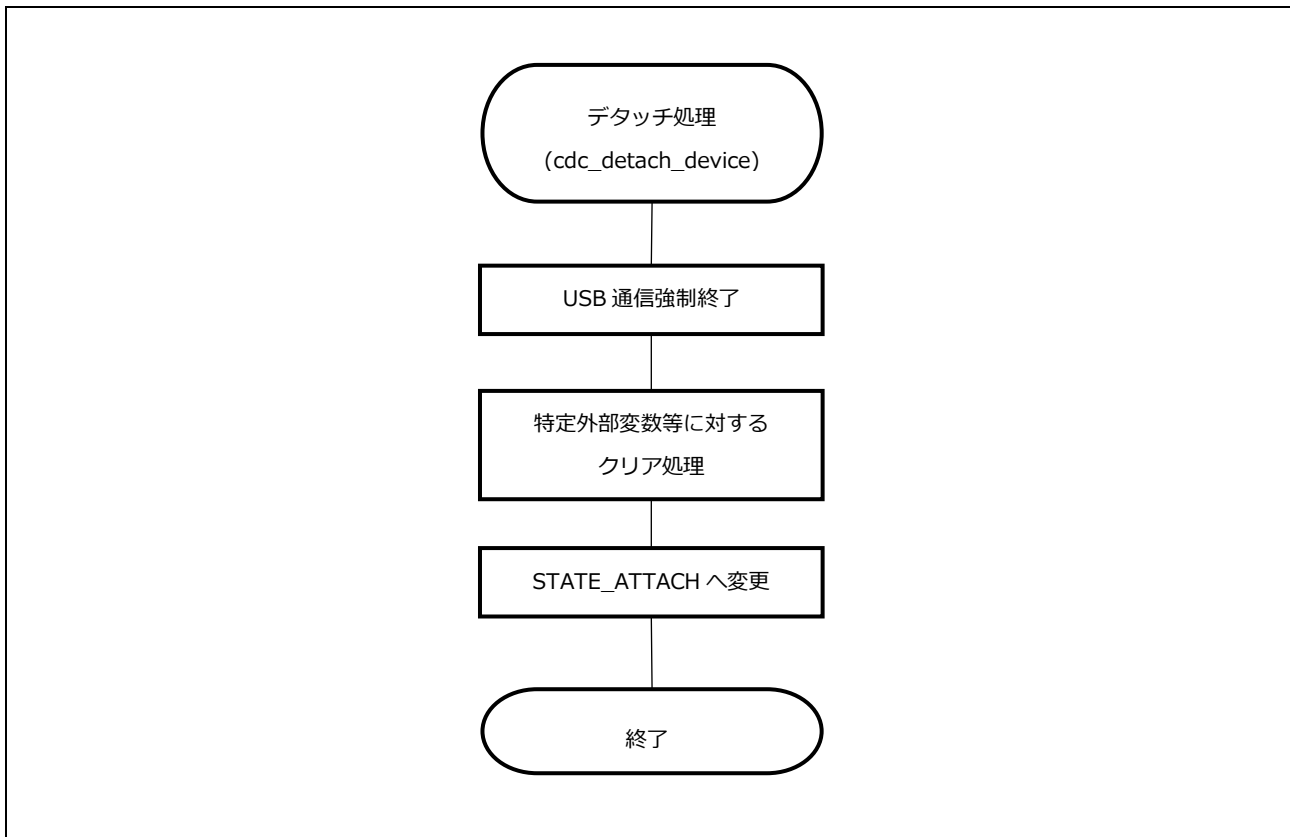 デタッチ処理
(cdc_detach_device)
USB 通信強制終了
特定外部変数等に対する
クリア処理
STATE_ATTACH へ変更
終了